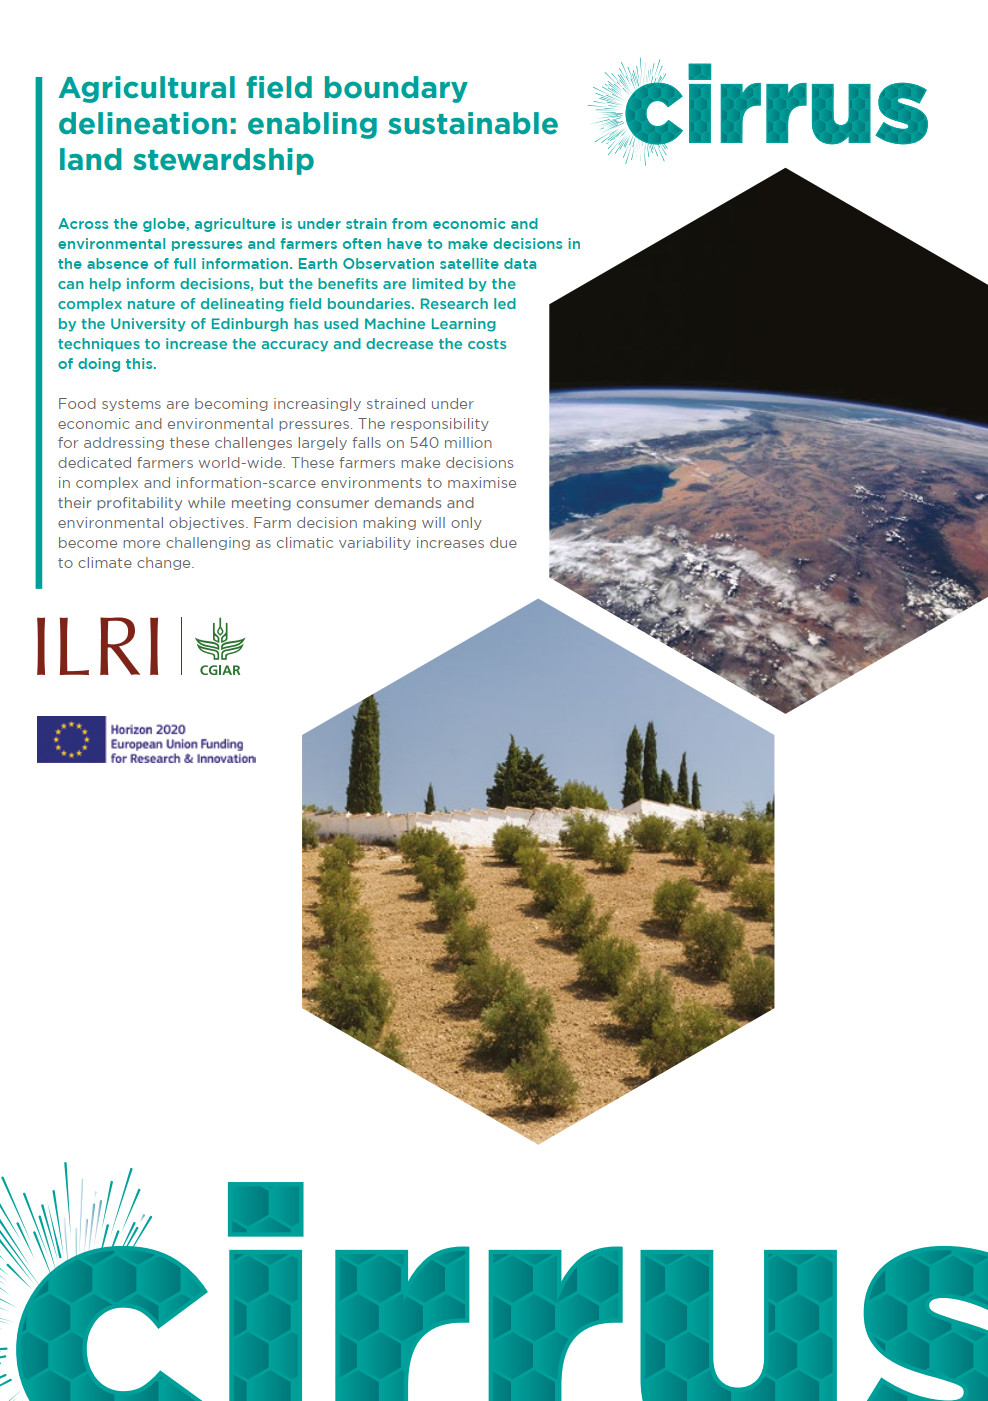 Agricultural field boundary
delineation: enabling sustainable
land stewardship
cirrus
Across the globe, agriculture is under strain from economic and
environmental pressures and farmers often have to make decisions in
the absence of full information. Earth Observation satellite data
can help inform decisions, but the benefits are limited by the
complex nature of delineating field boundaries. Research led
by the University of Edinburgh has used Machine Learning
techniques to increase the accuracy and decrease the costs
of doing this.
Food systems are becoming increasingly strained under
economic and environmental pressures. The responsibility
for addressing these challenges largely falls on 540 million
dedicated farmers world-wide. These farmers make decisions
in complex and information-scarce environments to maximise
their profitability while meeting consumer demands and
environmental objectives. Farm decision making will only
become more challenging as climatic variability increases due
to climate change.
ILRI
CGIAR
Horizon 2020
European Union Funding
for Research & Innovation
cirrus